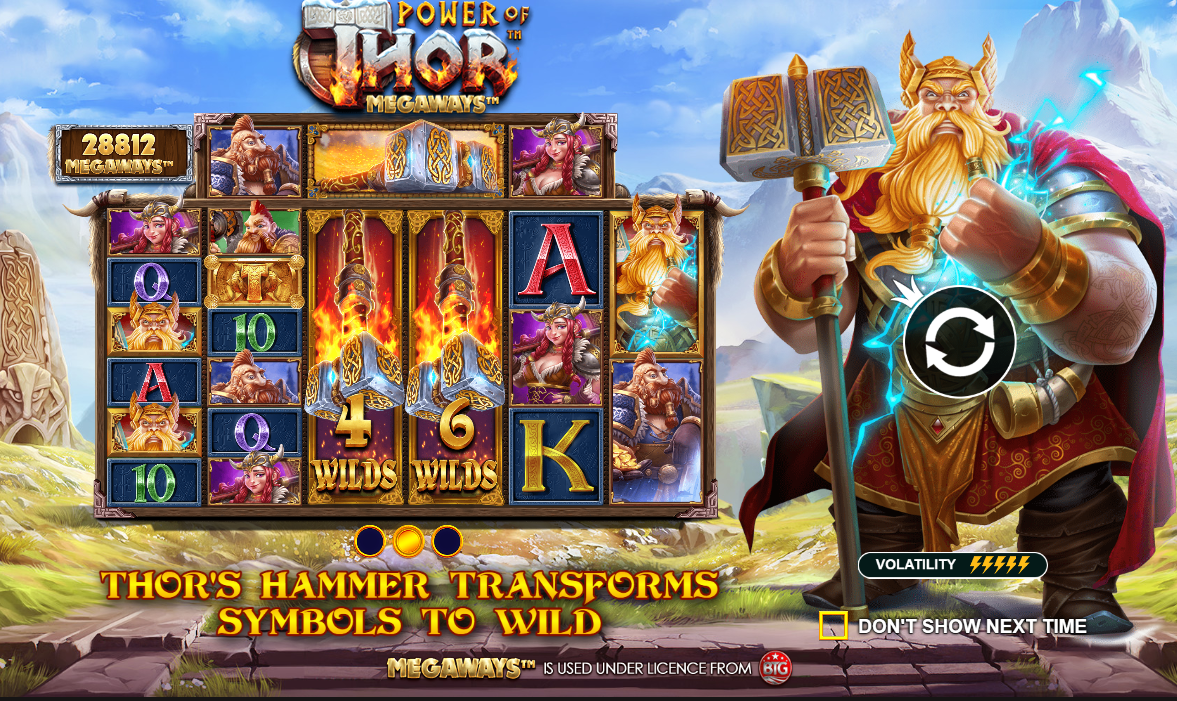 POWER OF
THOR™
MEGAWAYS™
28812
MEGAWAYS™
Q
T
A
10
A
10
Q
4
6
K
WILDS
WILDS
THOR'S HAMMER TRANSFORMS
SYMBOLS TO WILD
VOLATILITY
DON'T SHOW NEXT TIME
MEGAWAYS™ IS USED UNDER LICENCE FROM BIG